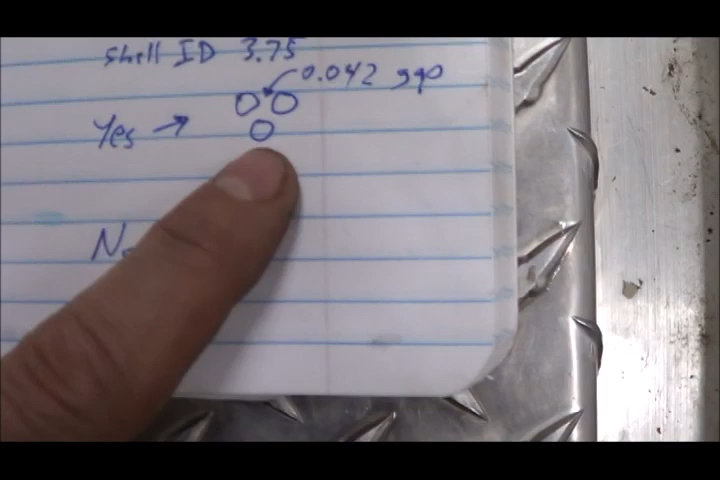 Shell ID 3.75
0.042 gap
Yes →